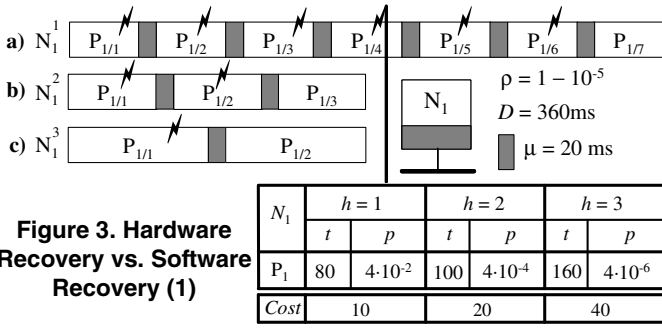 a) N₁¹ P₁/₁ P₁/₂ P₁/₃ P₁/₄ P₁/₅ P₁/₆ P₁/₇
b) N₁² P₁/₁ P₁/₂ P₁/₃
c) N₁³ P₁/₁ P₁/₂
N₁
ρ = 1 − 10⁻⁵
D = 360ms
μ = 20 ms
Figure 3. Hardware
Recovery vs. Software
Recovery (1)
N₁ h = 1 h = 2 h = 3
t p t p t p
P₁ 80 4·10⁻² 100 4·10⁻⁴ 160 4·10⁻⁶
Cost 10 20 40